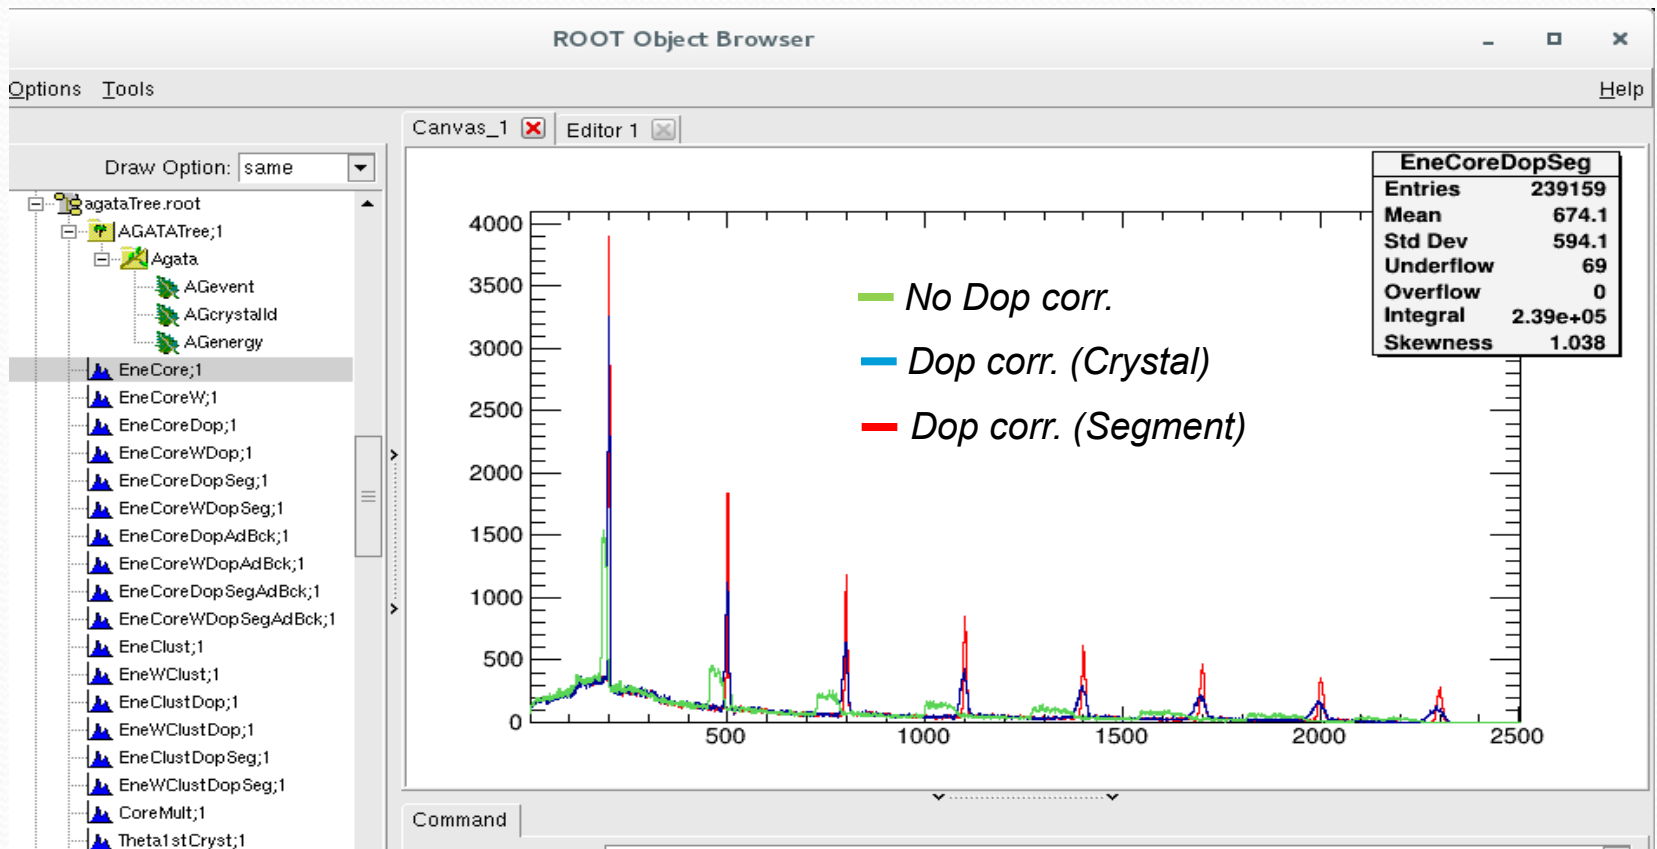 ROOT Object Browser
Options Tools Help
Canvas_1 Editor 1
Draw Option: same
agataTree.root
AGATATree;1
Agata
AGevent
AGcrystalId
AGenergy
EneCore;1
EneCoreW;1
EneCoreDop;1
EneCoreWDop;1
EneCoreDopSeg;1
EneCoreWDopSeg;1
EneCoreDopAdBck;1
EneCoreWDopAdBck;1
EneCoreDopSegAdBck;1
EneCoreWDopSegAdBck;1
EneClust;1
EneWClust;1
EneClustDop;1
EneWClustDop;1
EneClustDopSeg;1
EneWClustDopSeg;1
CoreMult;1
Theta1stCryst;1
EneCoreDopSeg
Entries 239159
Mean 674.1
Std Dev 594.1
Underflow 69
Overflow 0
Integral 2.39e+05
Skewness 1.038
No Dop corr.
Dop corr. (Crystal)
Dop corr. (Segment)
4000
3500
3000
2500
2000
1500
1000
500
0
500 1000 1500 2000 2500
Command